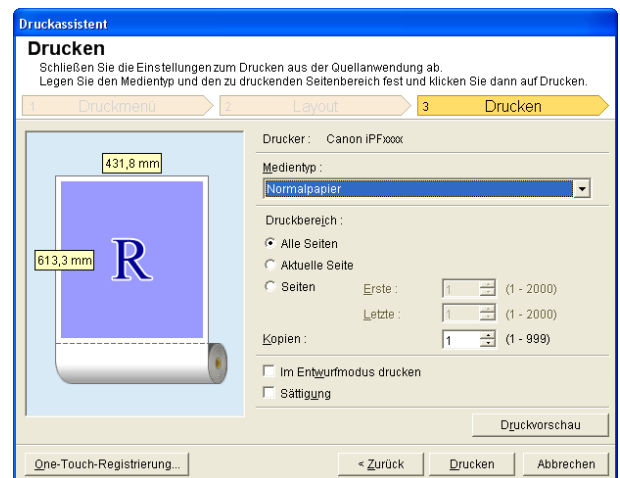 Druckassistent
Drucken
Schließen Sie die Einstellungen zum Drucken aus der Quellanwendung ab.
Legen Sie den Medientyp und den zu druckenden Seitenbereich fest und klicken Sie dann auf Drucken.
1 Druckmenü 2 Layout 3 Drucken
431,8 mm
613,3 mm
R
Drucker : Canon iPFxxxx
Medientyp :
Normalpapier
Druckbereich :
Alle Seiten
Aktuelle Seite
Seiten Erste : 1 (1 - 2000)
Letzte : 1 (1 - 2000)
Kopien : 1 (1 - 999)
Im Entwurfmodus drucken
Sättigung
Druckvorschau
One-Touch-Registrierung... < Zurück Drucken Abbrechen